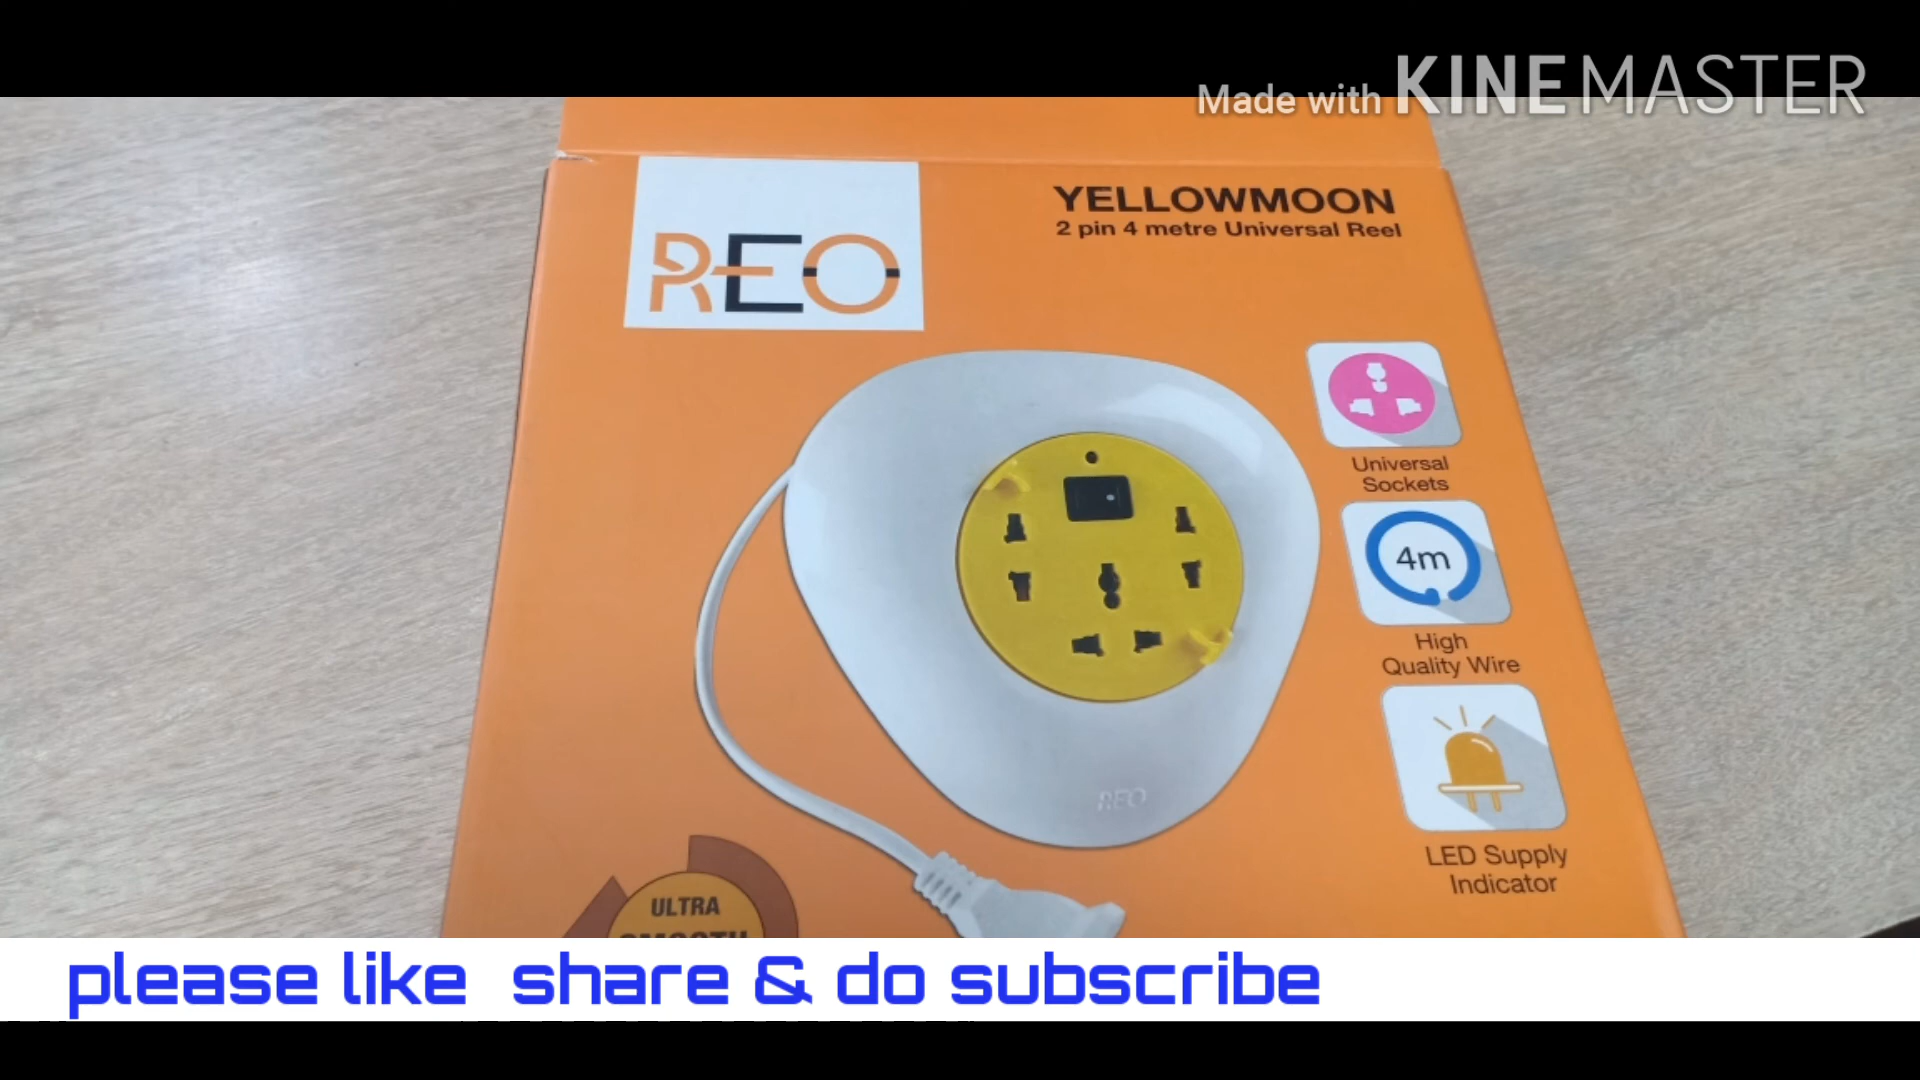 Made with KINEMASTER
REO
YELLOWMOON
2 pin 4 metre Universal Reel
Universal
Sockets
4m
High
Quality Wire
LED Supply
Indicator
REO
ULTRA
SMOOTH
please like share & do subscribe